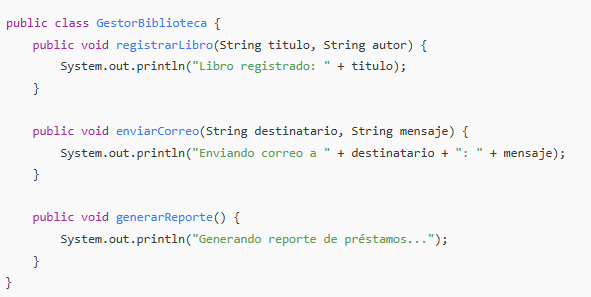 public class GestorBiblioteca {
    public void registrarLibro(String titulo, String autor) {
        System.out.println("Libro registrado: " + titulo);
    }

    public void enviarCorreo(String destinatario, String mensaje) {
        System.out.println("Enviando correo a " + destinatario + ": " + mensaje);
    }

    public void generarReporte() {
        System.out.println("Generando reporte de préstamos...");
    }
}